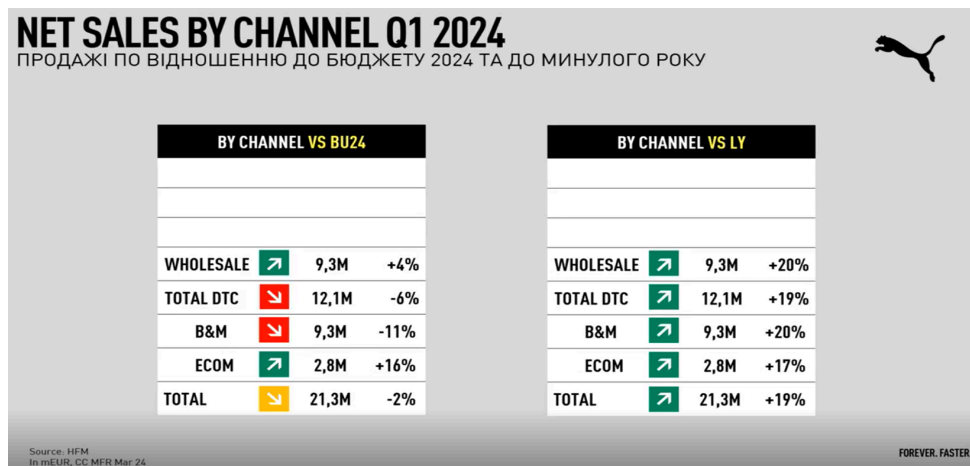 NET SALES BY CHANNEL Q1 2024
ПРОДАЖІ ПО ВІДНОШЕННЮ ДО БЮДЖЕТУ 2024 ТА ДО МИНУЛОГО РОКУ
BY CHANNEL VS BU24
WHOLESALE 9,3M +4%
TOTAL DTC 12,1M -6%
B&M 9,3M -11%
ECOM 2,8M +16%
TOTAL 21,3M -2%
BY CHANNEL VS LY
WHOLESALE 9,3M +20%
TOTAL DTC 12,1M +19%
B&M 9,3M +20%
ECOM 2,8M +17%
TOTAL 21,3M +19%
Source: HFM
In mEUR, CC MFR Mar 24
FOREVER. FASTER